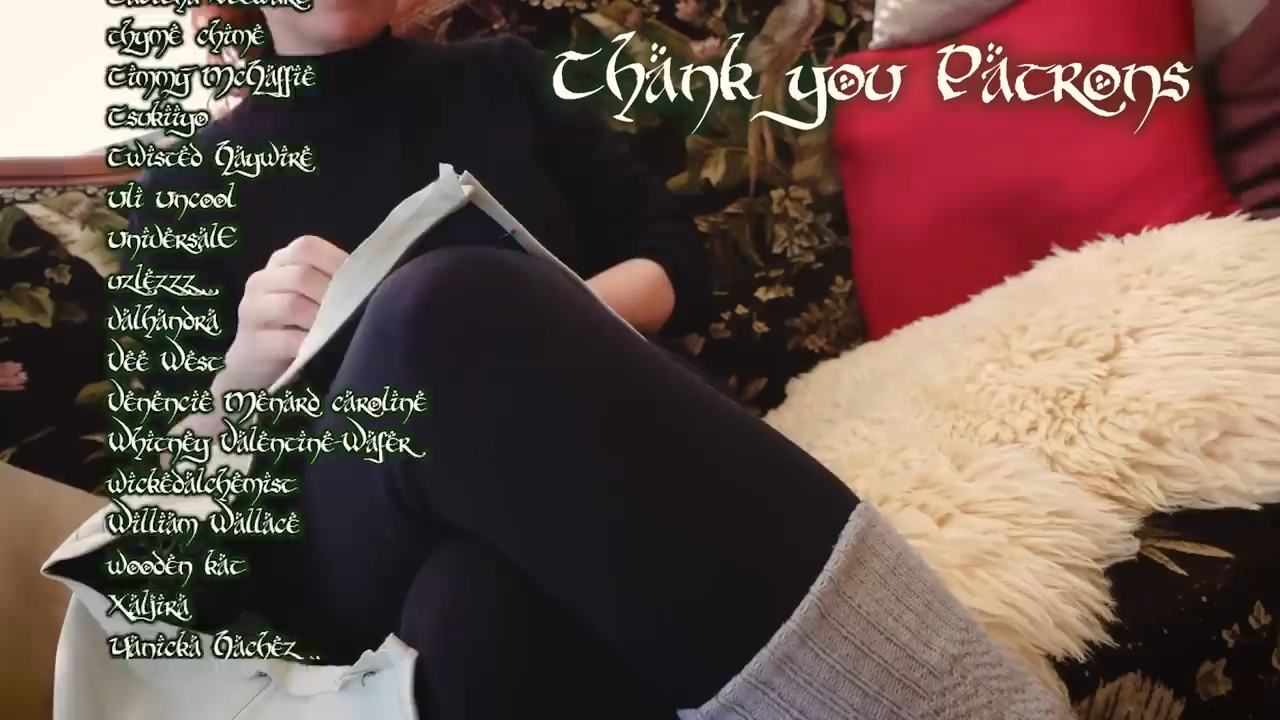 Thank you Patrons
thyme chime
Timmy McHaffie
Tsukiiyo
Twisted Haywire
Uli Uncool
UniversalE
uzlezzz
Valhandra
Vee West
Venencie Menard caroline
Whitney Valentine-Wafer
wickedalchemist
William Wallace
wooden kat
Xaljira
Yanicka Hachez